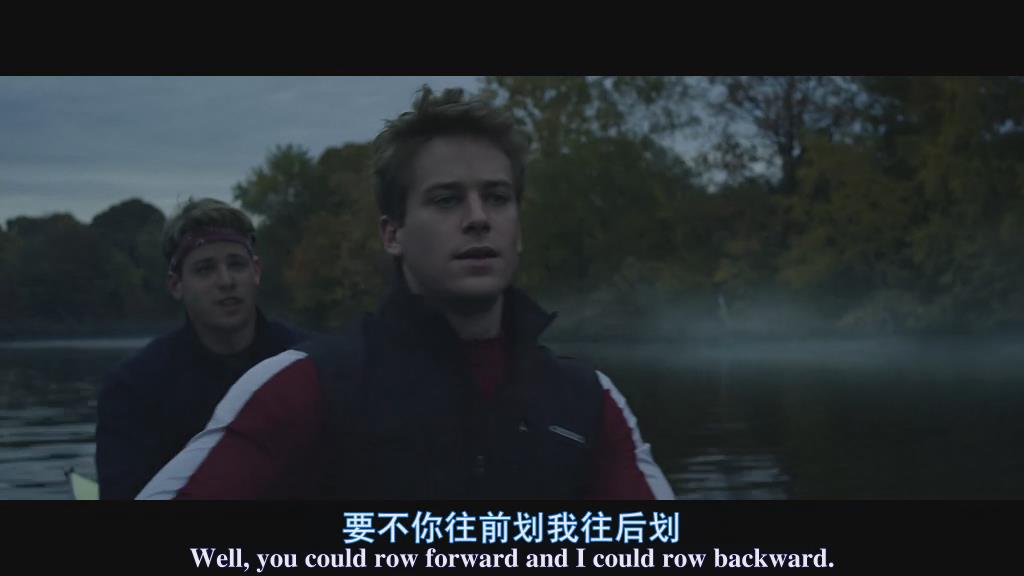 要不你往前划我往后划
Well, you could row forward and I could row backward.